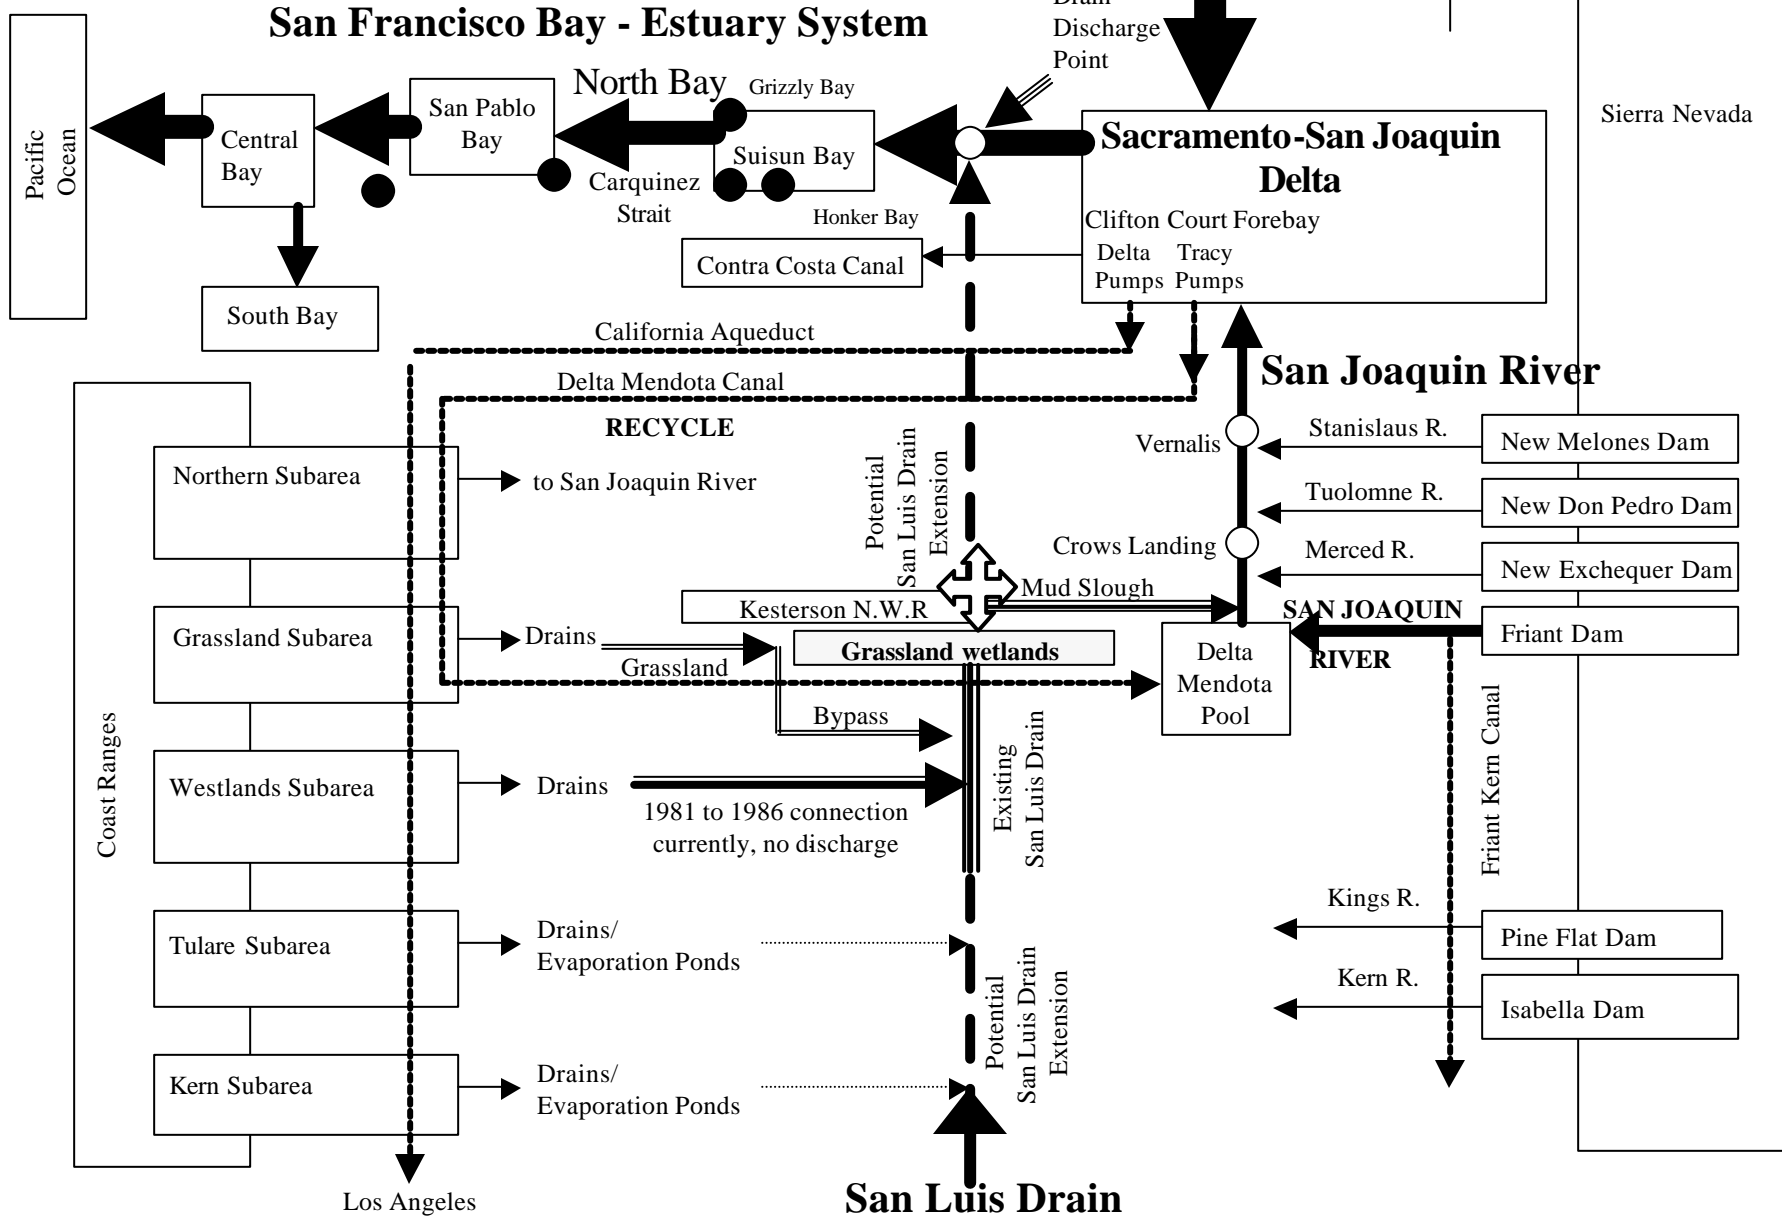 San Francisco Bay - Estuary System
Drain
Discharge
Point
North Bay
Grizzly Bay
Pacific
Ocean
Central
Bay
San Pablo
Bay
Suisun Bay
Carquinez
Strait
Honker Bay
Sacramento-San Joaquin
Delta
Clifton Court Forebay
Delta
Pumps
Tracy
Pumps
Sierra Nevada
Contra Costa Canal
South Bay
California Aqueduct
Delta Mendota Canal
RECYCLE
San Joaquin River
Vernalis
Stanislaus R.
New Melones Dam
Tuolomne R.
New Don Pedro Dam
Crows Landing
Merced R.
New Exchequer Dam
Northern Subarea
to San Joaquin River
Potential
San Luis Drain
Extension
Mud Slough
Kesterson N.W.R
SAN JOAQUIN
RIVER
Friant Dam
Grassland Subarea
Drains
Grassland
Bypass
Grassland wetlands
Delta
Mendota
Pool
Coast Ranges
Westlands Subarea
Drains
1981 to 1986 connection
currently, no discharge
Existing
San Luis Drain
Friant Kern Canal
Tulare Subarea
Drains/
Evaporation Ponds
Kings R.
Pine Flat Dam
Kern R.
Isabella Dam
Potential
San Luis Drain
Extension
Kern Subarea
Drains/
Evaporation Ponds
Los Angeles
San Luis Drain